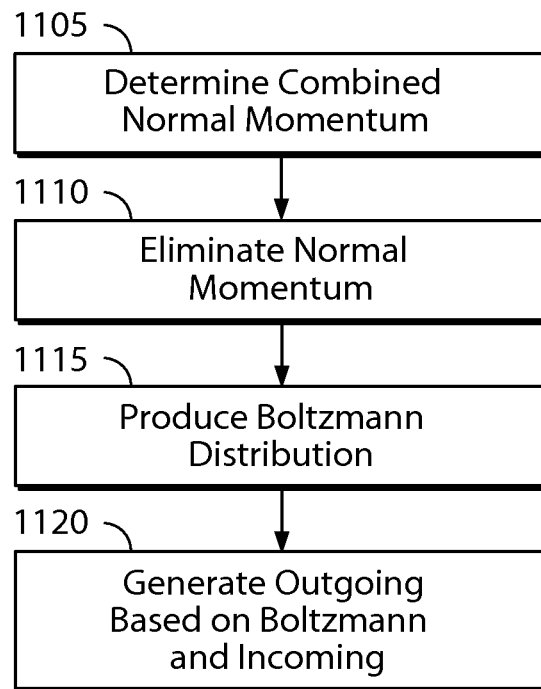 1105
Determine Combined
Normal Momentum
1110
Eliminate Normal
Momentum
1115
Produce Boltzmann
Distribution
1120
Generate Outgoing
Based on Boltzmann
and Incoming